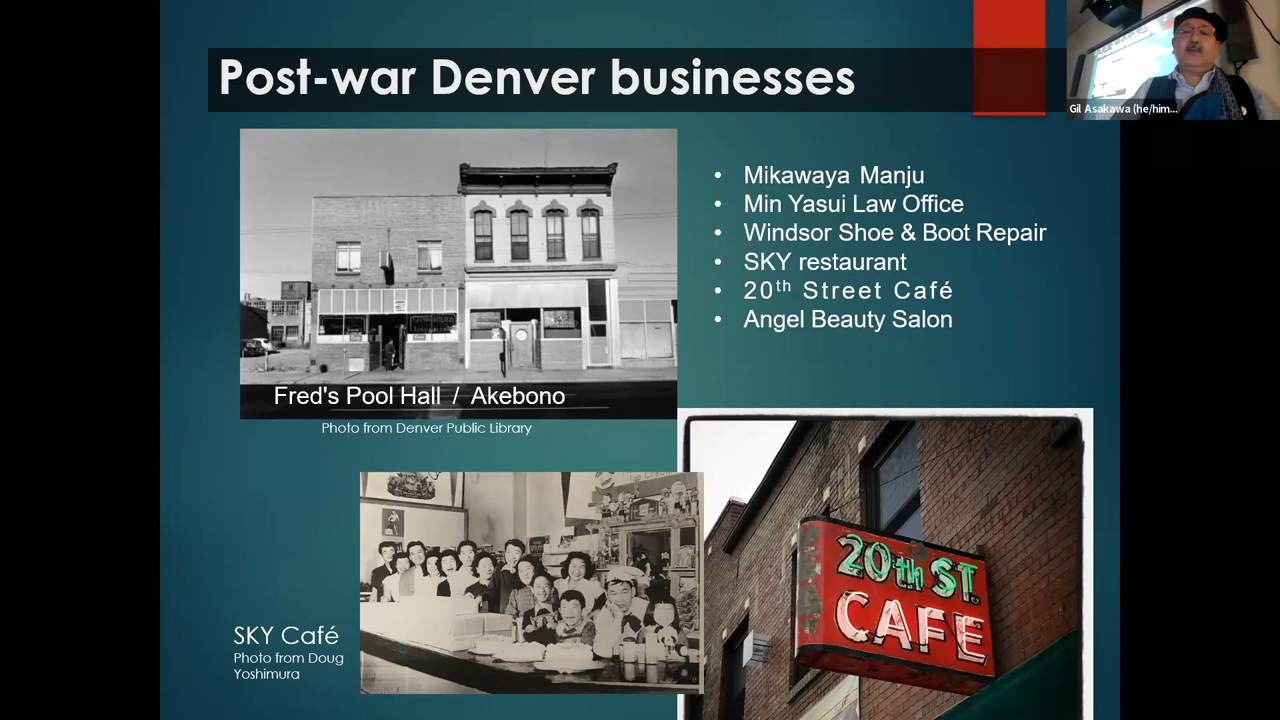 Post-war Denver businesses
Gil Asakawa (he/him...
• Mikawaya Manju
• Min Yasui Law Office
• Windsor Shoe & Boot Repair
• SKY restaurant
• 20th Street Café
• Angel Beauty Salon
Fred's Pool Hall / Akebono
Photo from Denver Public Library
20th ST.
CAFE
SKY Café
Photo from Doug
Yoshimura